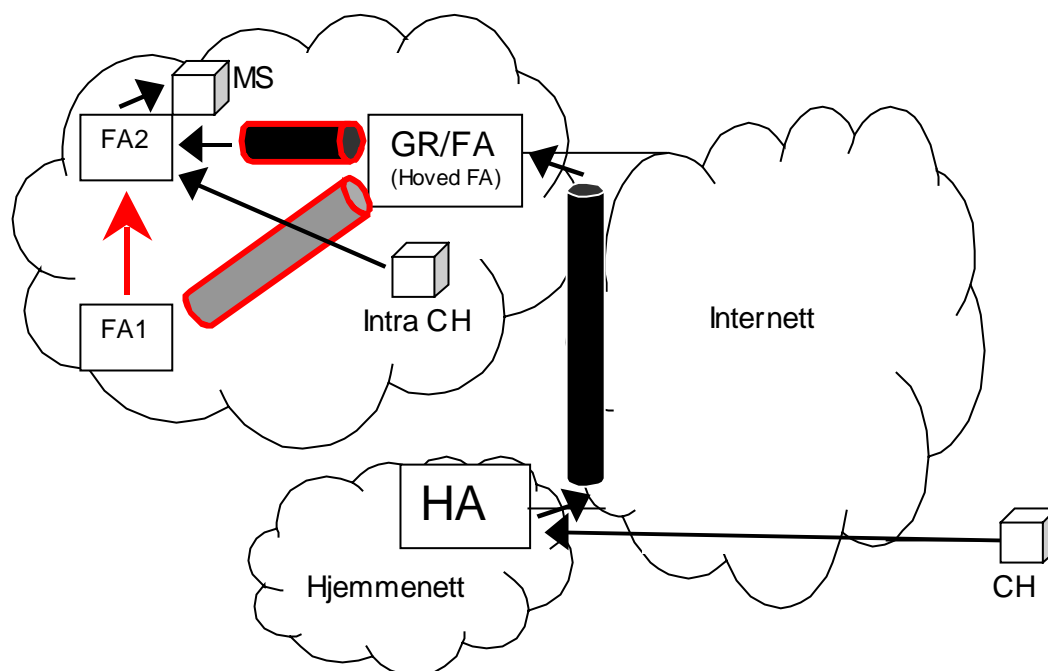 MS
FA2
GR/FA
(Hoved FA)
FA1
Intra CH
Internett
HA
Hjemmenett
CH